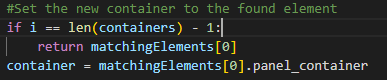 #Set the new container to the found element
if i == len(containers) - 1:
    return matchingElements[0]
container = matchingElements[0].panel_container